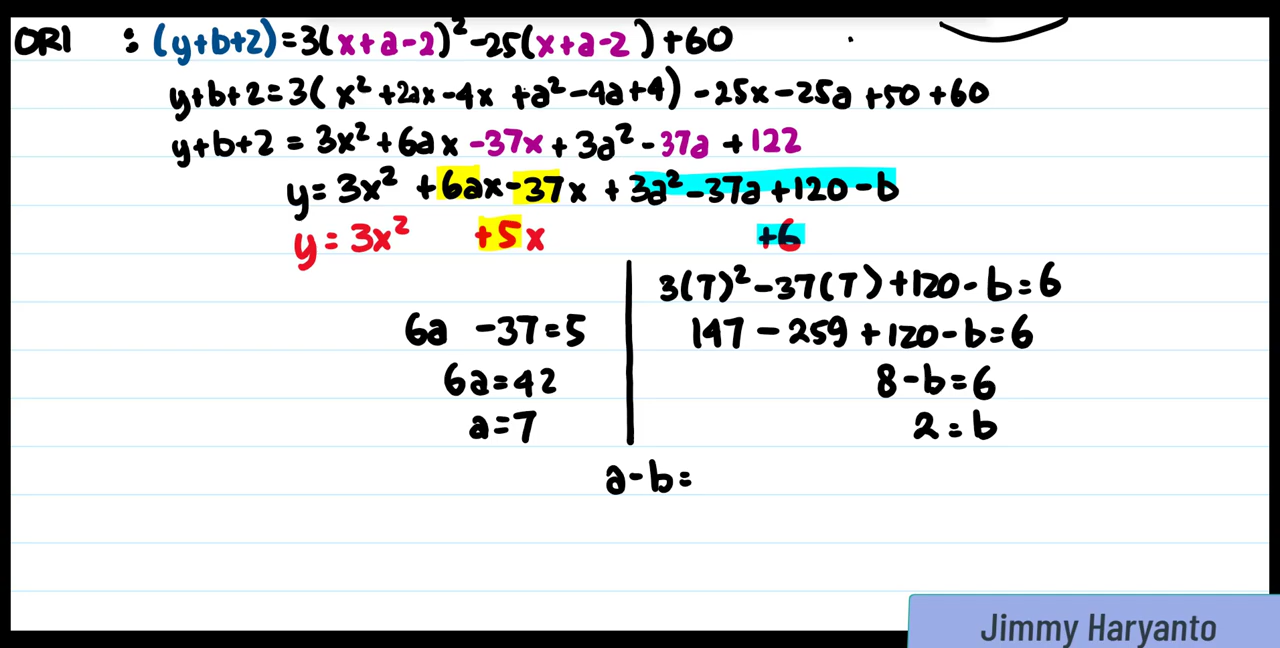 ORI : (y+b+2)=3(x+a-2)²-25(x+a-2)+60
y+b+2=3(x²+2ax-4x+a²-4a+4)-25x-25a+50+60
y+b+2=3x²+6ax-37x+3a²-37a+122
y=3x²+6ax-37x+3a²-37a+120-b
y=3x² +5x +6
6a -37=5
6a=42
a=7
3(7)²-37(7)+120-b=6
147-259+120-b=6
8-b=6
2=b
a-b=
Jimmy Haryanto